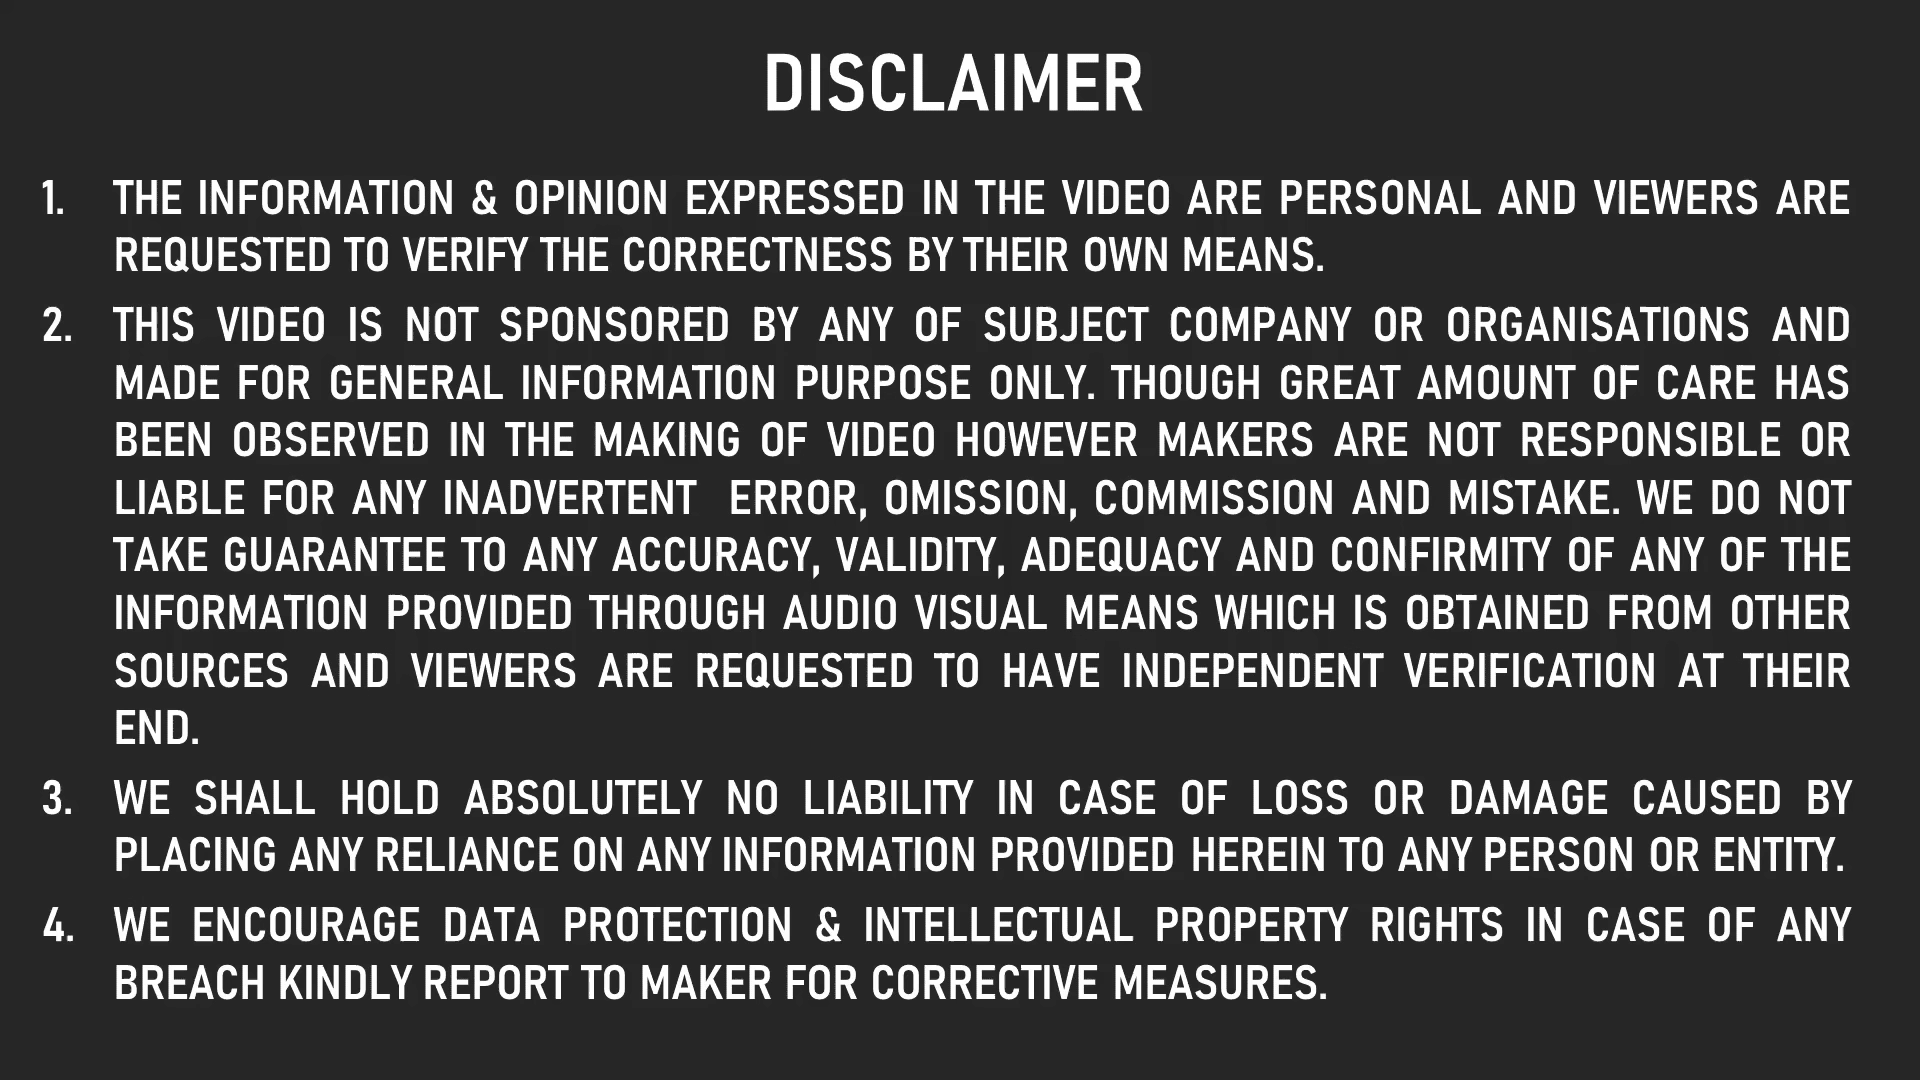 DISCLAIMER
1. THE INFORMATION & OPINION EXPRESSED IN THE VIDEO ARE PERSONAL AND VIEWERS ARE
REQUESTED TO VERIFY THE CORRECTNESS BY THEIR OWN MEANS.
2. THIS VIDEO IS NOT SPONSORED BY ANY OF SUBJECT COMPANY OR ORGANISATIONS AND
MADE FOR GENERAL INFORMATION PURPOSE ONLY. THOUGH GREAT AMOUNT OF CARE HAS
BEEN OBSERVED IN THE MAKING OF VIDEO HOWEVER MAKERS ARE NOT RESPONSIBLE OR
LIABLE FOR ANY INADVERTENT ERROR, OMISSION, COMMISSION AND MISTAKE. WE DO NOT
TAKE GUARANTEE TO ANY ACCURACY, VALIDITY, ADEQUACY AND CONFIRMITY OF ANY OF THE
INFORMATION PROVIDED THROUGH AUDIO VISUAL MEANS WHICH IS OBTAINED FROM OTHER
SOURCES AND VIEWERS ARE REQUESTED TO HAVE INDEPENDENT VERIFICATION AT THEIR
END.
3. WE SHALL HOLD ABSOLUTELY NO LIABILITY IN CASE OF LOSS OR DAMAGE CAUSED BY
PLACING ANY RELIANCE ON ANY INFORMATION PROVIDED HEREIN TO ANY PERSON OR ENTITY.
4. WE ENCOURAGE DATA PROTECTION & INTELLECTUAL PROPERTY RIGHTS IN CASE OF ANY
BREACH KINDLY REPORT TO MAKER FOR CORRECTIVE MEASURES.